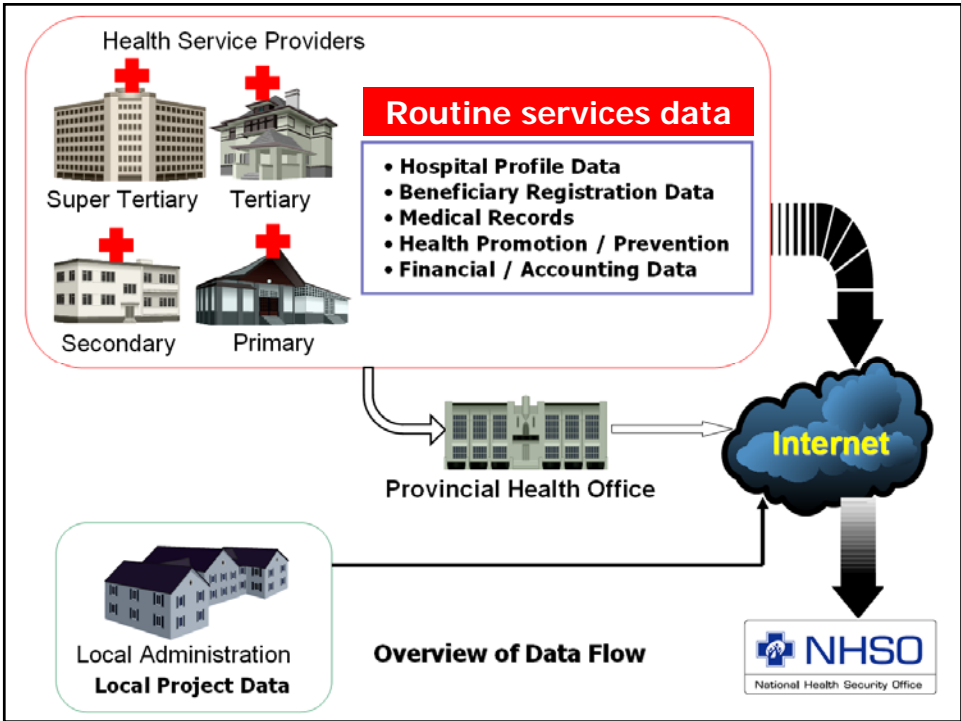 Health Service Providers
Super Tertiary
Tertiary
Secondary
Primary
Routine services data
• Hospital Profile Data
• Beneficiary Registration Data
• Medical Records
• Health Promotion / Prevention
• Financial / Accounting Data
Internet
Provincial Health Office
Local Administration
Local Project Data
Overview of Data Flow
NHSO
National Health Security Office